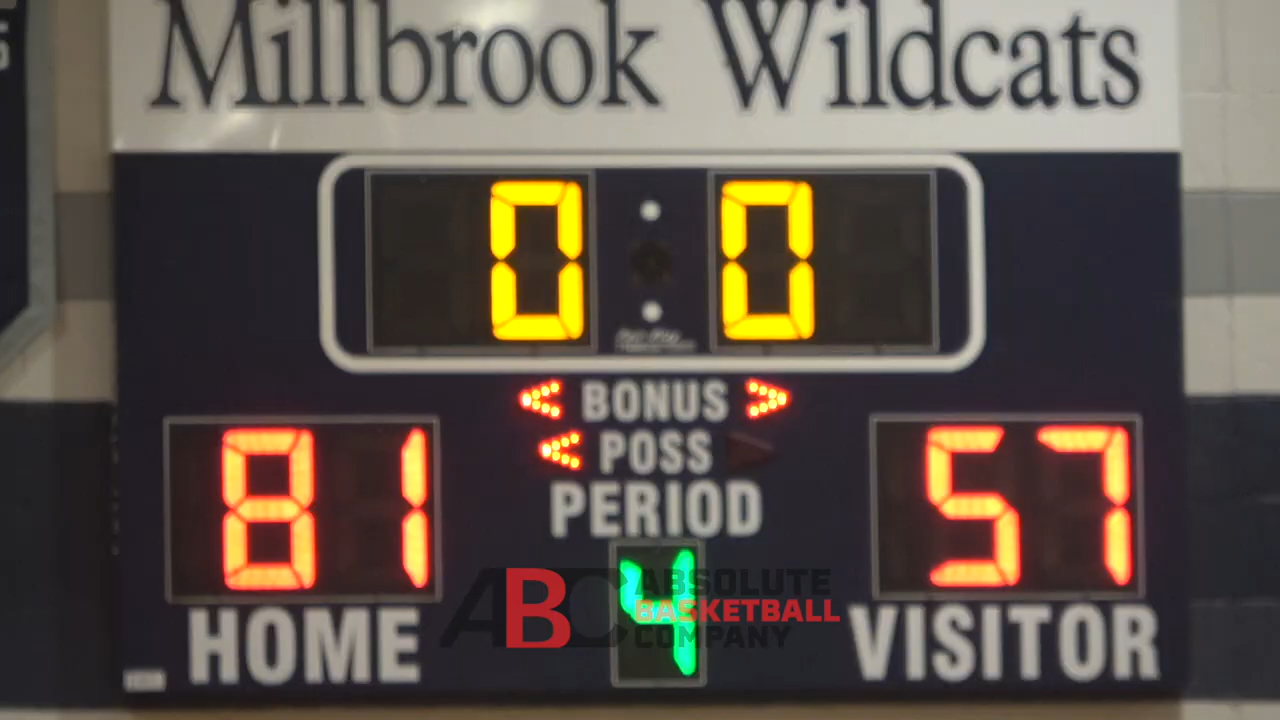 Millbrook Wildcats
0 0
BONUS
POSS
PERIOD
81 4 57
HOME VISITOR
ABC ABSOLUTE
BASKETBALL
COMPANY